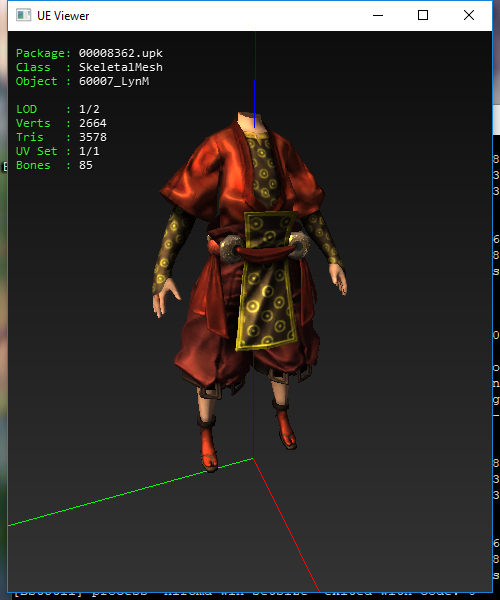 UE Viewer
Package: 00008362.upk
Class : SkeletalMesh
Object : 60007_LynM
LOD : 1/2
Verts : 2664
Tris : 3578
UV Set : 1/1
Bones : 85